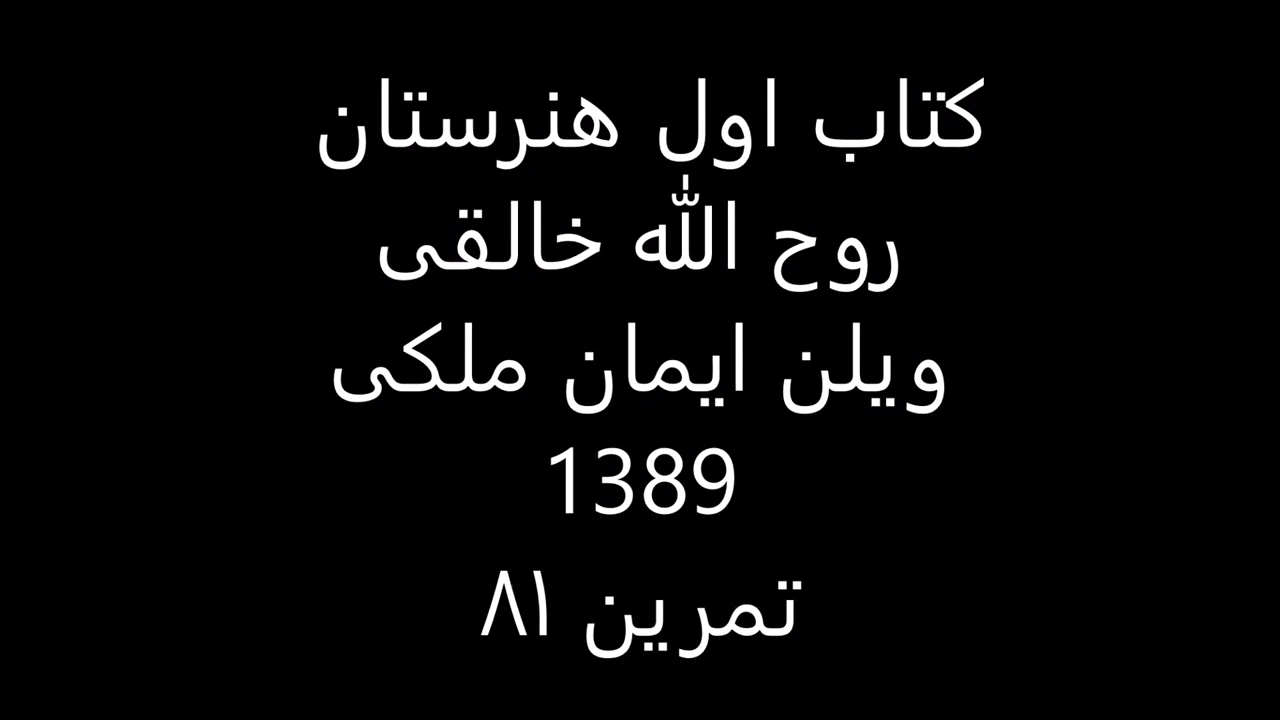 کتاب اول هنرستان
روح الله خالقی
ویلن ایمان ملکی
1389
تمرین ۸۱